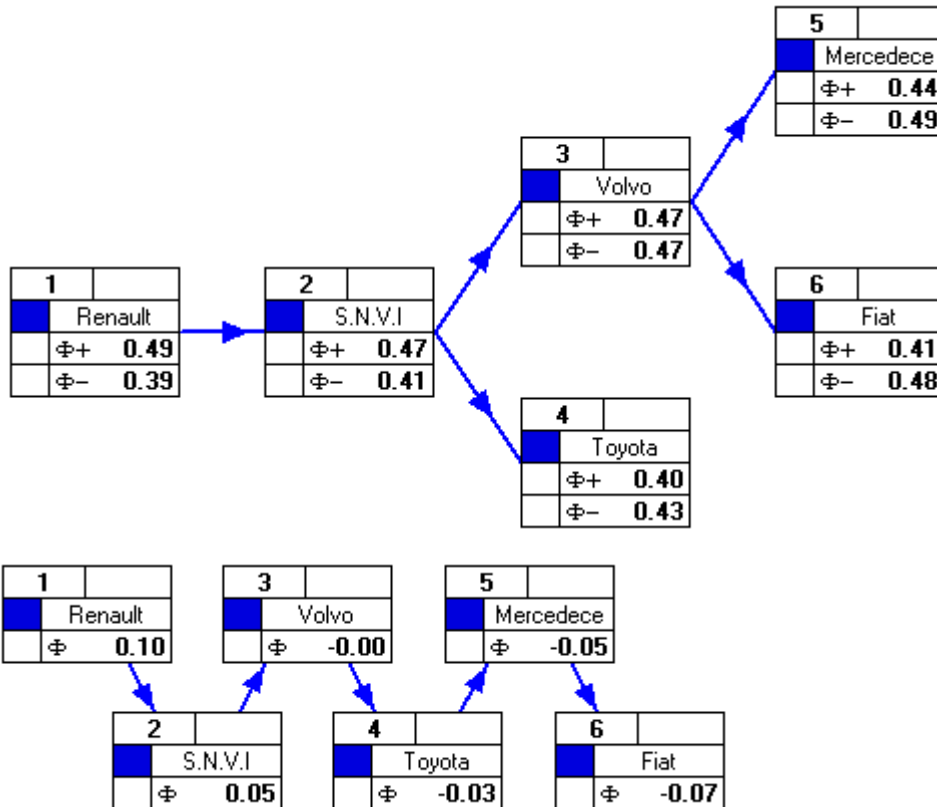 5
Mercedece
Φ+ 0.44
Φ− 0.49
3
Volvo
Φ+ 0.47
Φ− 0.47
1
Renault
Φ+ 0.49
Φ− 0.39
2
S.N.V.I
Φ+ 0.47
Φ− 0.41
6
Fiat
Φ+ 0.41
Φ− 0.48
4
Toyota
Φ+ 0.40
Φ− 0.43
1
Renault
Φ 0.10
3
Volvo
Φ -0.00
5
Mercedece
Φ -0.05
2
S.N.V.I
Φ 0.05
4
Toyota
Φ -0.03
6
Fiat
Φ -0.07